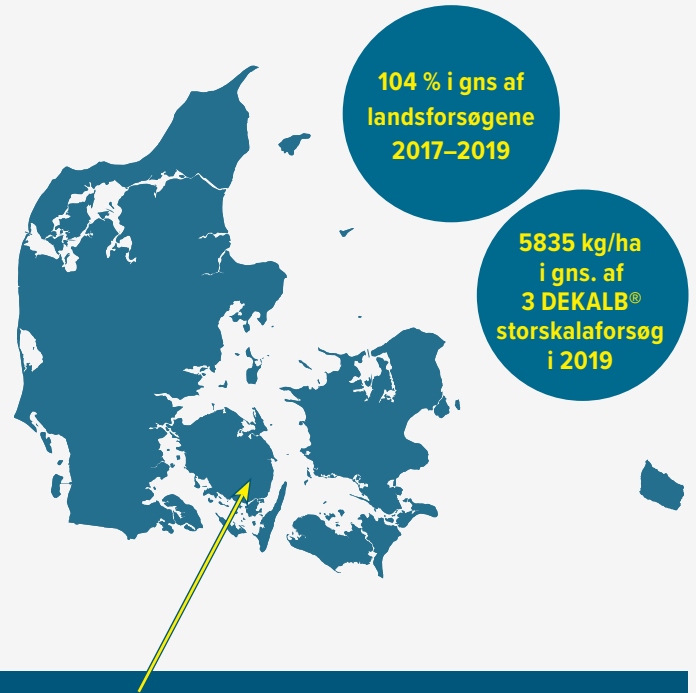 104 % i gns af
landsforsøgene
2017–2019
5835 kg/ha
i gns. af
3 DEKALB®
storskalaforsøg
i 2019